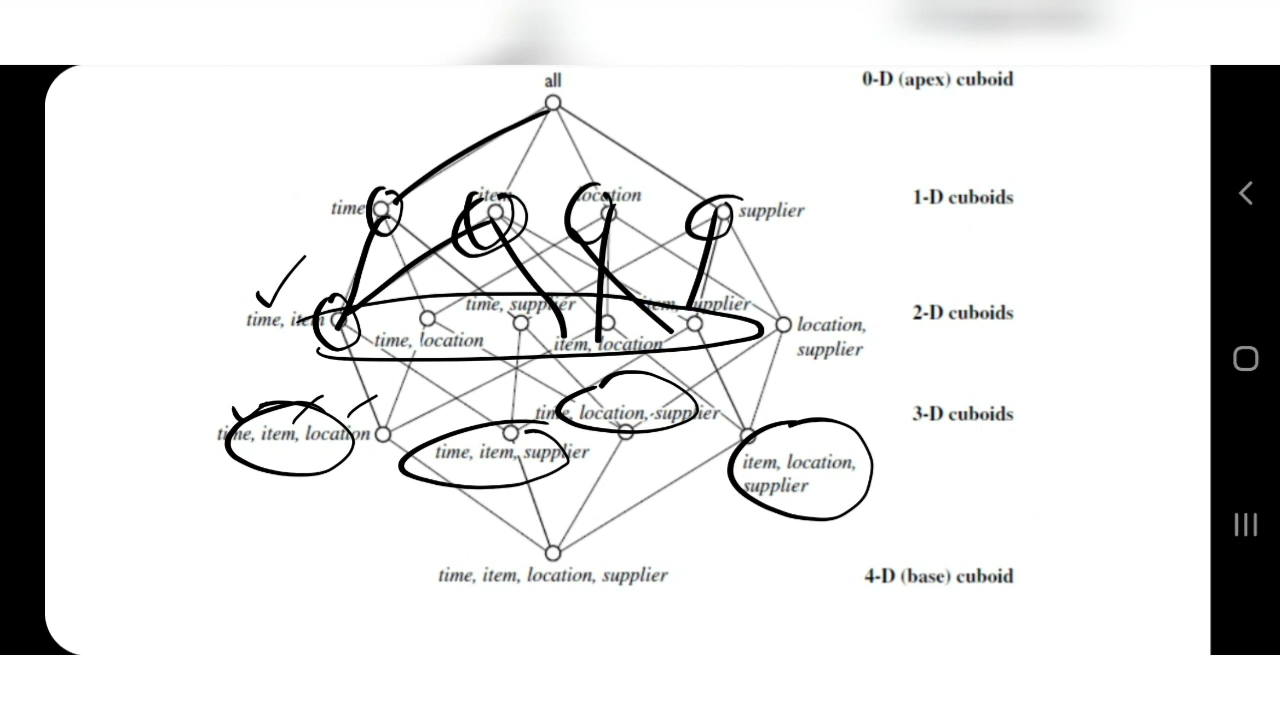 all
0-D (apex) cuboid
time
item
location
supplier
1-D cuboids
time, item
time, location
time, supplier
item, location
item, supplier
location,
supplier
2-D cuboids
time, item, location
time, item, supplier
time, location, supplier
item, location,
supplier
3-D cuboids
time, item, location, supplier
4-D (base) cuboid